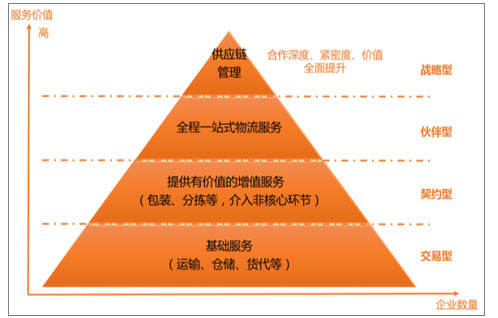 服务价值
高
供应链
管理
合作深度、紧密度、价值
全面提升
战略型
全程一站式物流服务
伙伴型
提供有价值的增值服务
（包装、分拣等，介入非核心环节）
契约型
基础服务
（运输、仓储、货代等）
交易型
企业数量